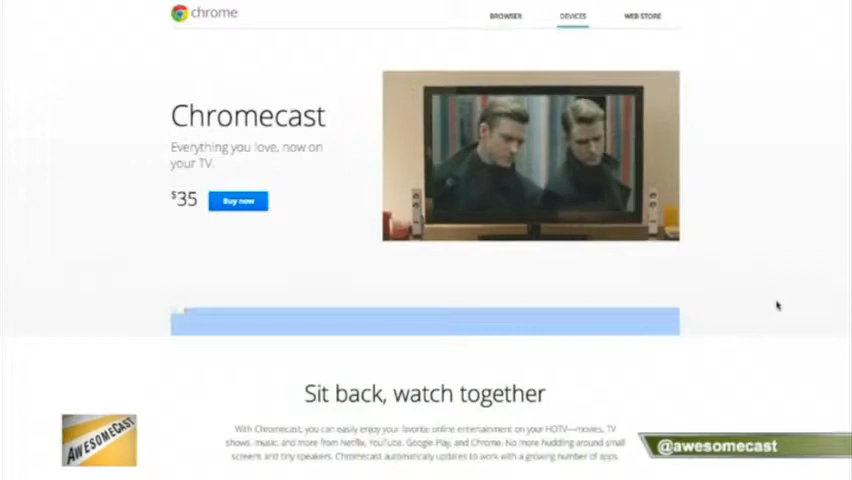 chrome
BROWSER DEVICES WEB STORE
Chromecast
Everything you love, now on
your TV.
$35 Buy now
Sit back, watch together
With Chromecast, you can easily enjoy your favorite online entertainment on your HDTV—movies, TV
shows, music, and more from Netflix, YouTube, Google Play, and Chrome. No more huddling around small
screens and tiny speakers. Chromecast automatically updates to work with a growing number of apps.
AWESOMECAST
@awesomecast